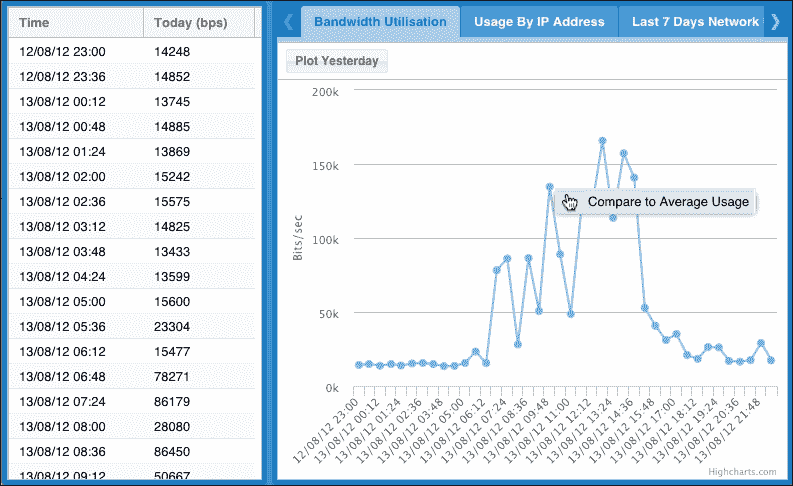 Time Today (bps)
12/08/12 23:00 14248
12/08/12 23:36 14852
13/08/12 00:12 13745
13/08/12 00:48 14885
13/08/12 01:24 13869
13/08/12 02:00 15242
13/08/12 02:36 15575
13/08/12 03:12 14825
13/08/12 03:48 13433
13/08/12 04:24 13599
13/08/12 05:00 15600
13/08/12 05:36 23304
13/08/12 06:12 15477
13/08/12 06:48 78271
13/08/12 07:24 86179
13/08/12 08:00 28080
13/08/12 08:36 86450
13/08/12 09:12 50667
Bandwidth Utilisation Usage By IP Address Last 7 Days Network
Plot Yesterday
200k
150k
100k
50k
0k
Bits/sec
Compare to Average Usage
12/08/12 23:00
13/08/12 00:12
13/08/12 01:24
13/08/12 02:36
13/08/12 03:48
13/08/12 05:00
13/08/12 06:12
13/08/12 07:24
13/08/12 08:36
13/08/12 09:48
13/08/12 11:00
13/08/12 12:12
13/08/12 13:24
13/08/12 14:36
13/08/12 15:48
13/08/12 17:00
13/08/12 18:12
13/08/12 19:24
13/08/12 20:36
13/08/12 21:48
Highcharts.com